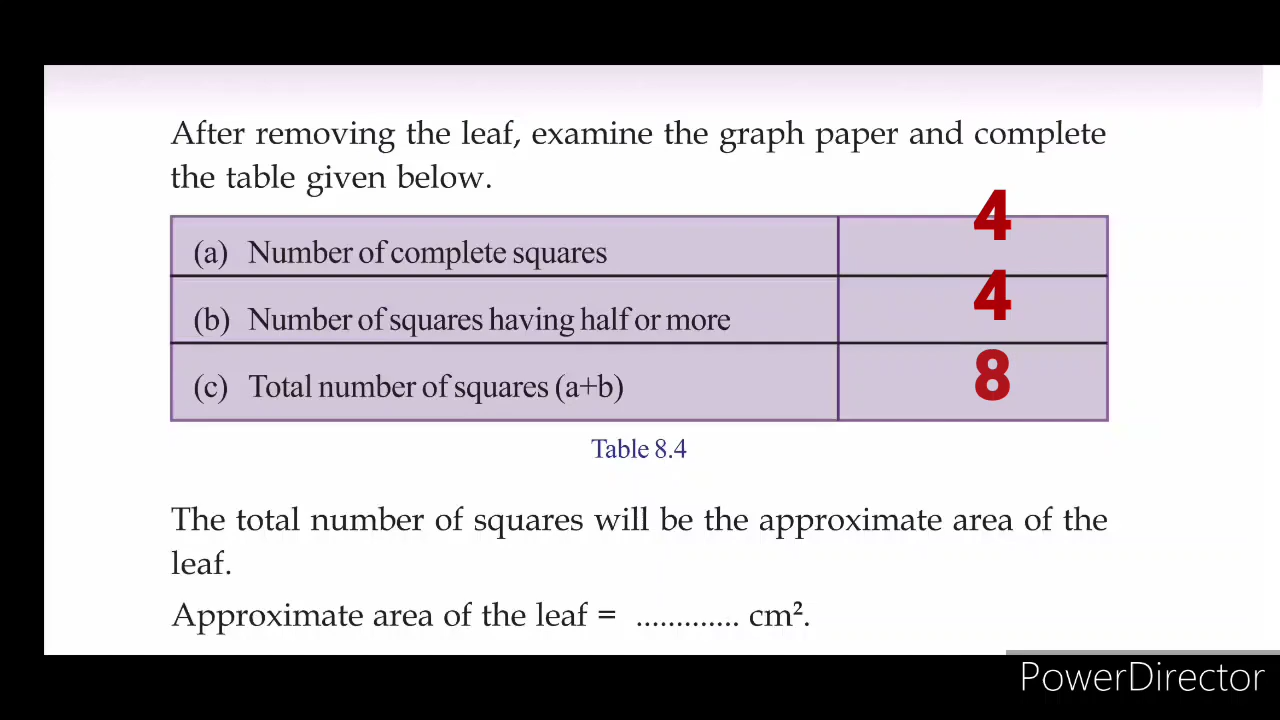 After removing the leaf, examine the graph paper and complete
the table given below.
(a) Number of complete squares 4
(b) Number of squares having half or more 4
(c) Total number of squares (a+b) 8
Table 8.4
The total number of squares will be the approximate area of the
leaf.
Approximate area of the leaf = ............. cm².
PowerDirector